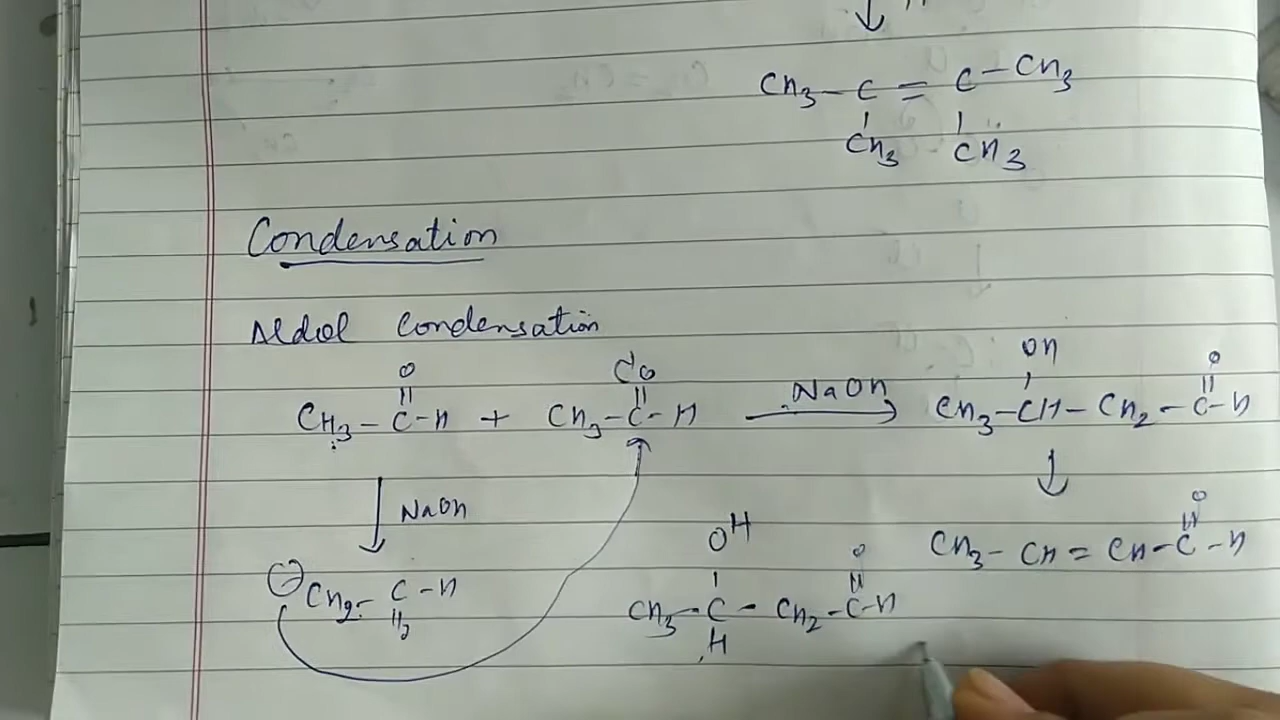 CH3 - C = C - CH3
CH3 CH3
Condensation
Aldol Condensation
O O OH O
CH3 - C - H + CH3 - C - H NaOH CH3 - CH - CH2 - C - H
NaOH
OH O O
CH3 - CH = CH - C - H
CH2 - C - H CH3 - C - CH2 - C - H
H